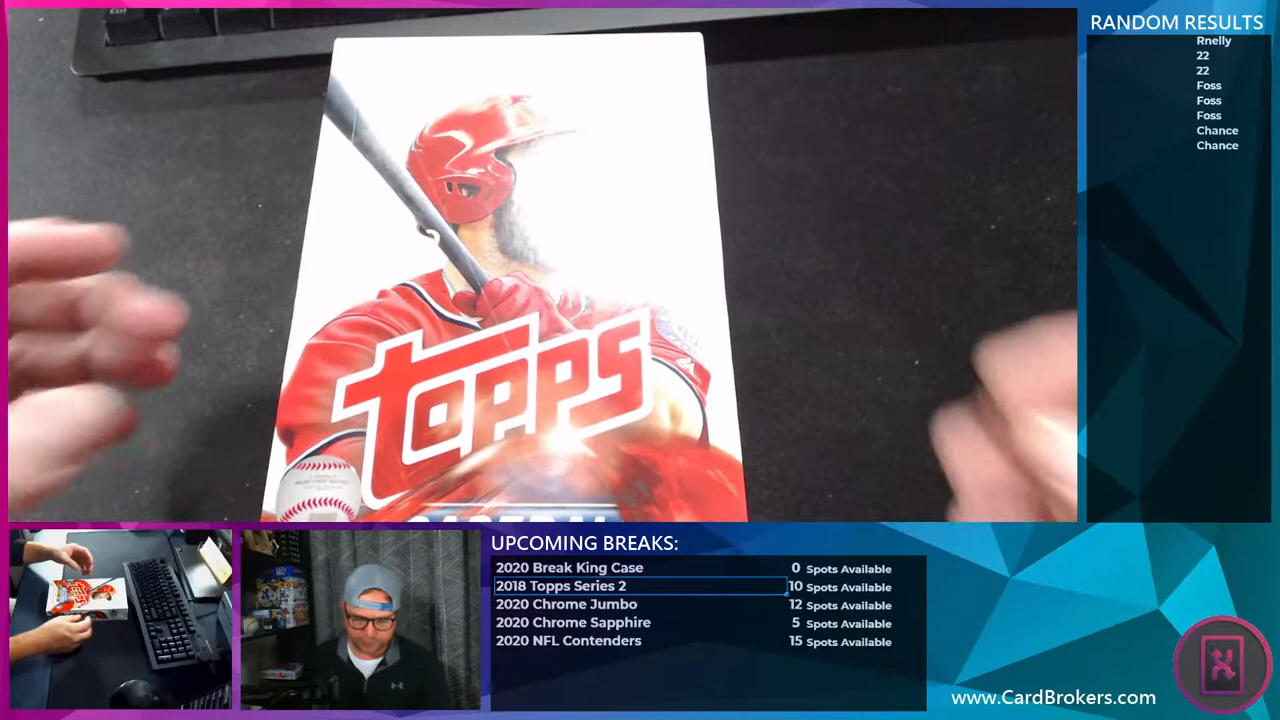 RANDOM RESULTS
Rnelly
22
22
Foss
Foss
Foss
Chance
Chance
Ctrl
TOPPS
UPCOMING BREAKS:
2020 Break King Case 0 Spots Available
2018 Topps Series 2 10 Spots Available
2020 Chrome Jumbo 12 Spots Available
2020 Chrome Sapphire 5 Spots Available
2020 NFL Contenders 15 Spots Available
www.CardBrokers.com